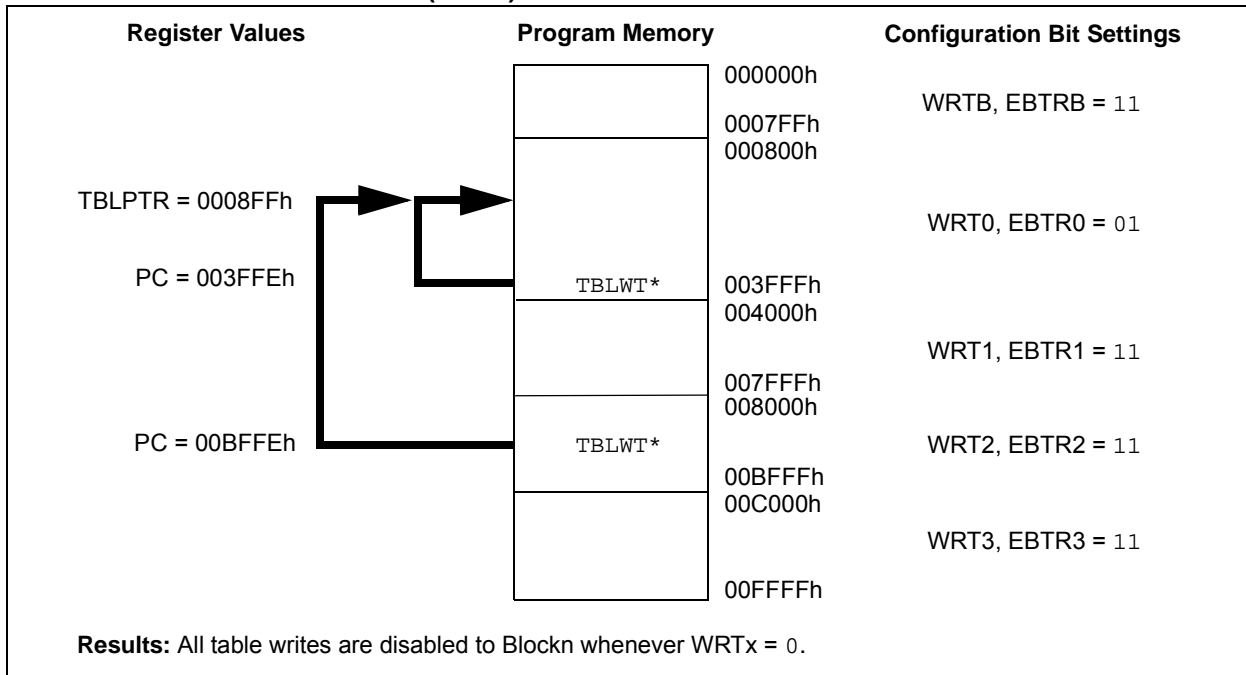 Register Values Program Memory Configuration Bit Settings
000000h
WRTB, EBTRB = 11
0007FFh
000800h
TBLPTR = 0008FFh
WRT0, EBTR0 = 01
PC = 003FFEh TBLWT* 003FFFh
004000h
WRT1, EBTR1 = 11
007FFFh
008000h
PC = 00BFFEh TBLWT* WRT2, EBTR2 = 11
00BFFFh
00C000h
WRT3, EBTR3 = 11
00FFFFh
Results: All table writes are disabled to Blockn whenever WRTx = 0.